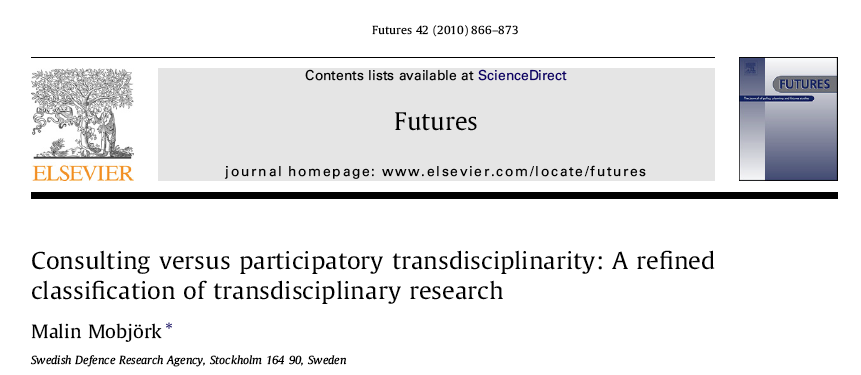 Futures 42 (2010) 866–873
Contents lists available at ScienceDirect
Futures
journal homepage: www.elsevier.com/locate/futures
ELSEVIER
FUTURES
Consulting versus participatory transdisciplinarity: A refined
classification of transdisciplinary research
Malin Mobjörk *
Swedish Defence Research Agency, Stockholm 164 90, Sweden